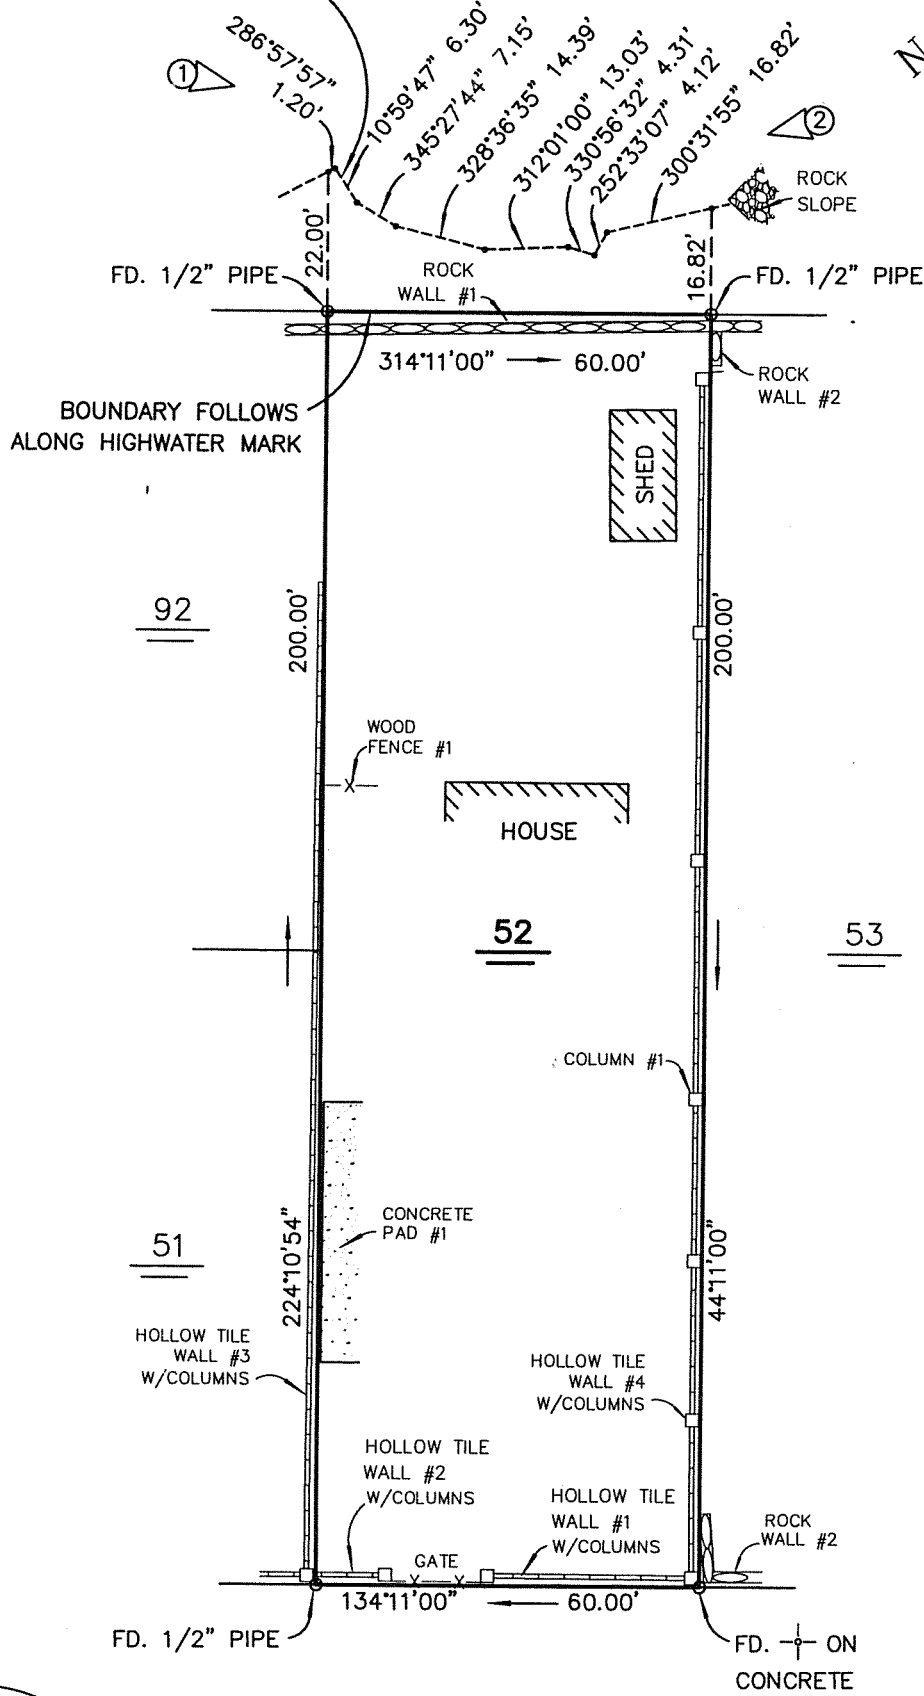 N
1
286°57'57"
1.20'
10°59'47" 6.30'
345°27'44" 7.15'
328°36'35" 14.39'
312°01'00" 13.03'
330°56'32" 4.31'
252°33'07" 4.12'
300°31'55" 16.82'
2
ROCK
SLOPE
22.00'
16.82'
FD. 1/2" PIPE
ROCK
WALL #1
FD. 1/2" PIPE
314°11'00" 60.00'
ROCK
WALL #2
BOUNDARY FOLLOWS
ALONG HIGHWATER MARK
SHED
92
200.00'
200.00'
WOOD
FENCE #1
HOUSE
52
53
COLUMN #1
CONCRETE
PAD #1
51
224°10'54"
44°11'00"
HOLLOW TILE
WALL #3
W/COLUMNS
HOLLOW TILE
WALL #4
W/COLUMNS
HOLLOW TILE
WALL #2
W/COLUMNS
HOLLOW TILE
WALL #1
W/COLUMNS
GATE
ROCK
WALL #2
134°11'00" 60.00'
FD. 1/2" PIPE
FD. ON
CONCRETE